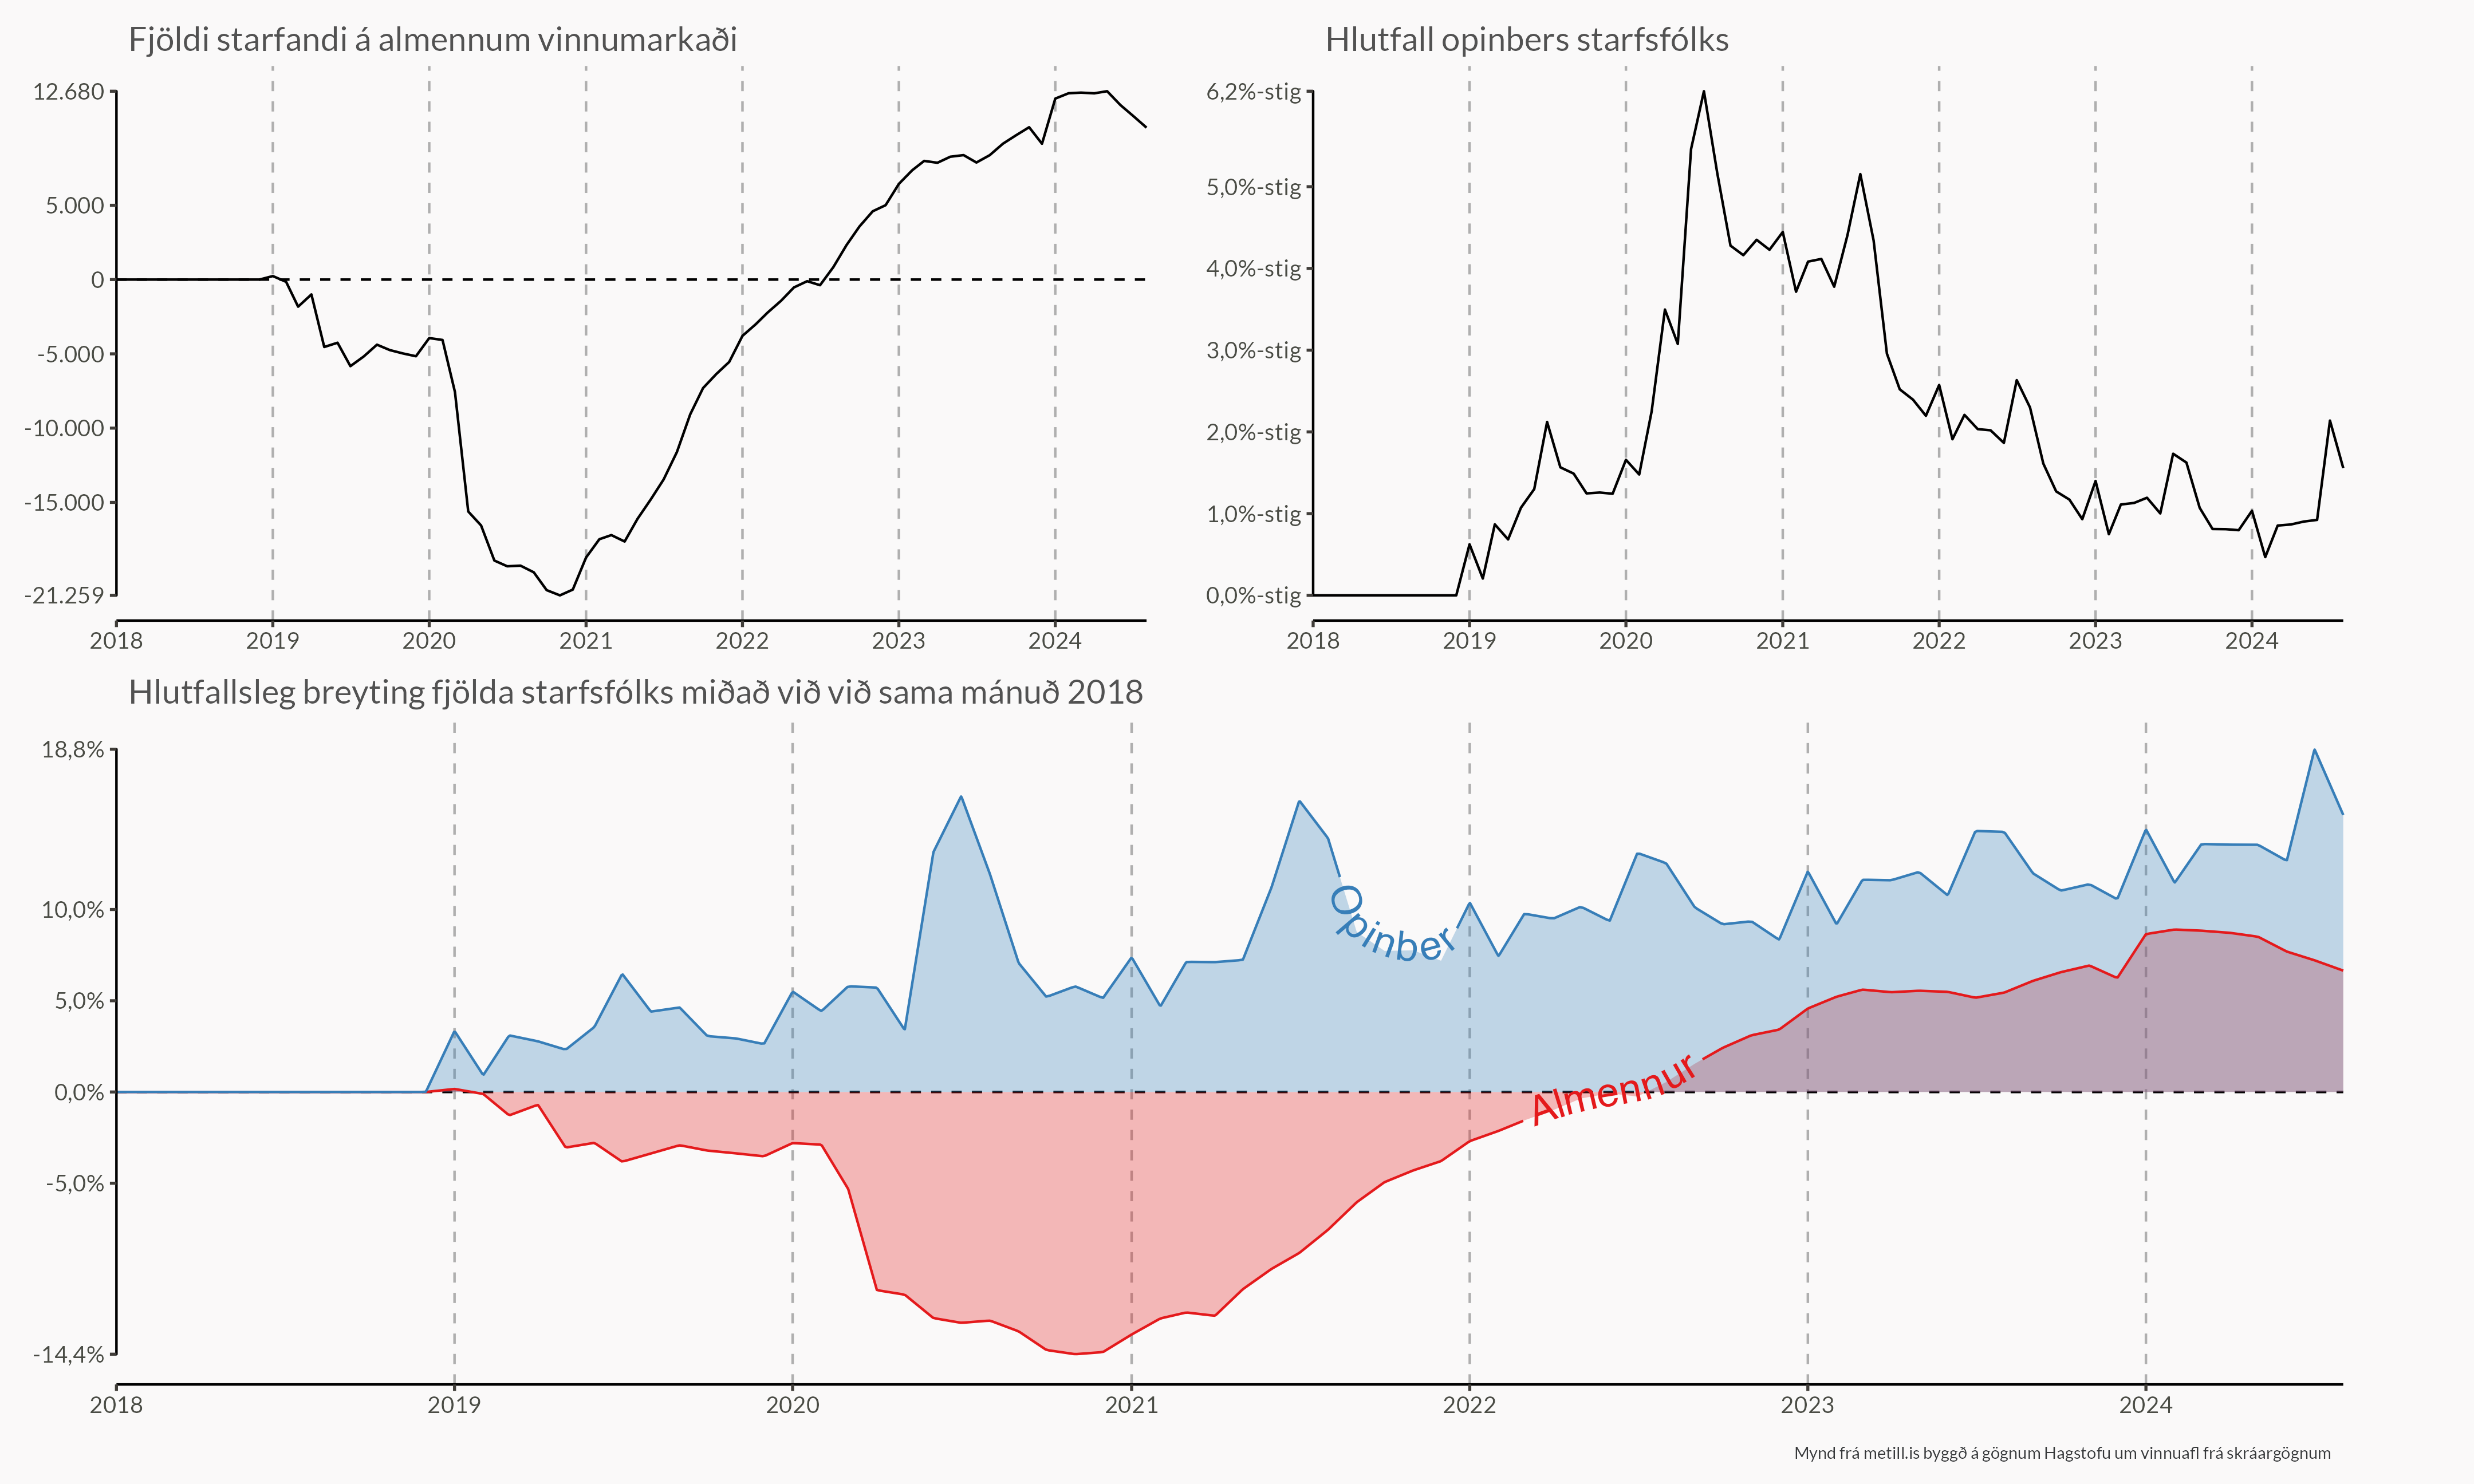 Fjöldi starfandi á almennum vinnumarkaði
12.680
5.000
0
-5.000
-10.000
-15.000
-21.259
2018 2019 2020 2021 2022 2023 2024
Hlutfall opinbers starfsfólks
6,2%-stig
5,0%-stig
4,0%-stig
3,0%-stig
2,0%-stig
1,0%-stig
0,0%-stig
2018 2019 2020 2021 2022 2023 2024
Hlutfallsleg breyting fjölda starfsfólks miðað við við sama mánuð 2018
18,8%
10,0%
5,0%
0,0%
-5,0%
-14,4%
Opinber
Almennur
2018 2019 2020 2021 2022 2023 2024
Mynd frá metill.is byggð á gögnum Hagstofu um vinnuafl frá skráargögnum